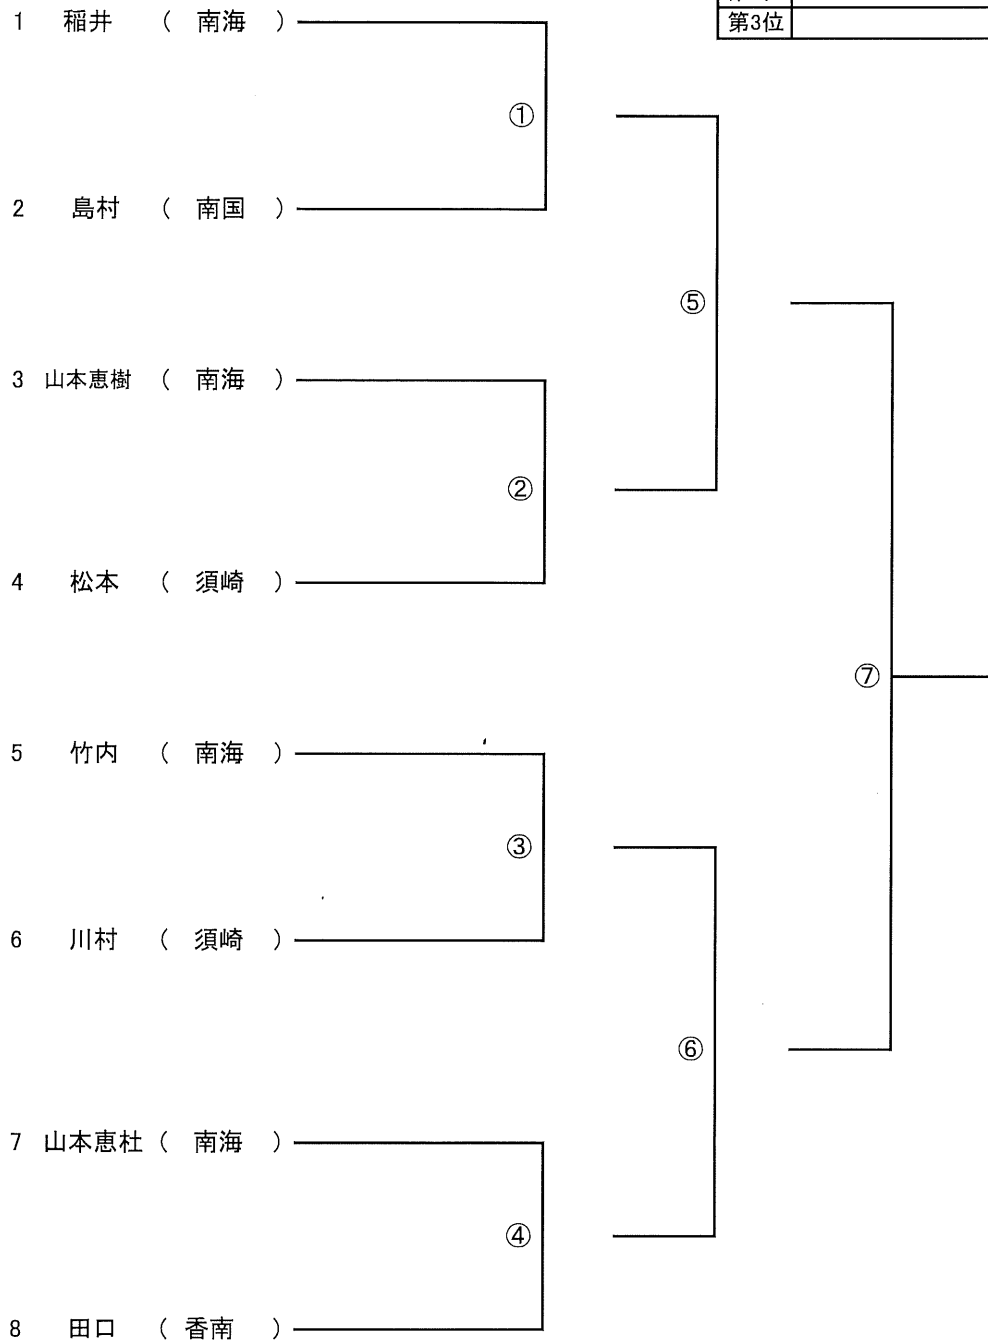 1 稲井 ( 南海 )
第3位
①
2 島村 ( 南国 )
⑤
3 山本恵樹 ( 南海 )
②
4 松本 ( 須崎 )
⑦
5 竹内 ( 南海 )
③
6 川村 ( 須崎 )
⑥
7 山本恵杜 ( 南海 )
④
8 田口 ( 香南 )